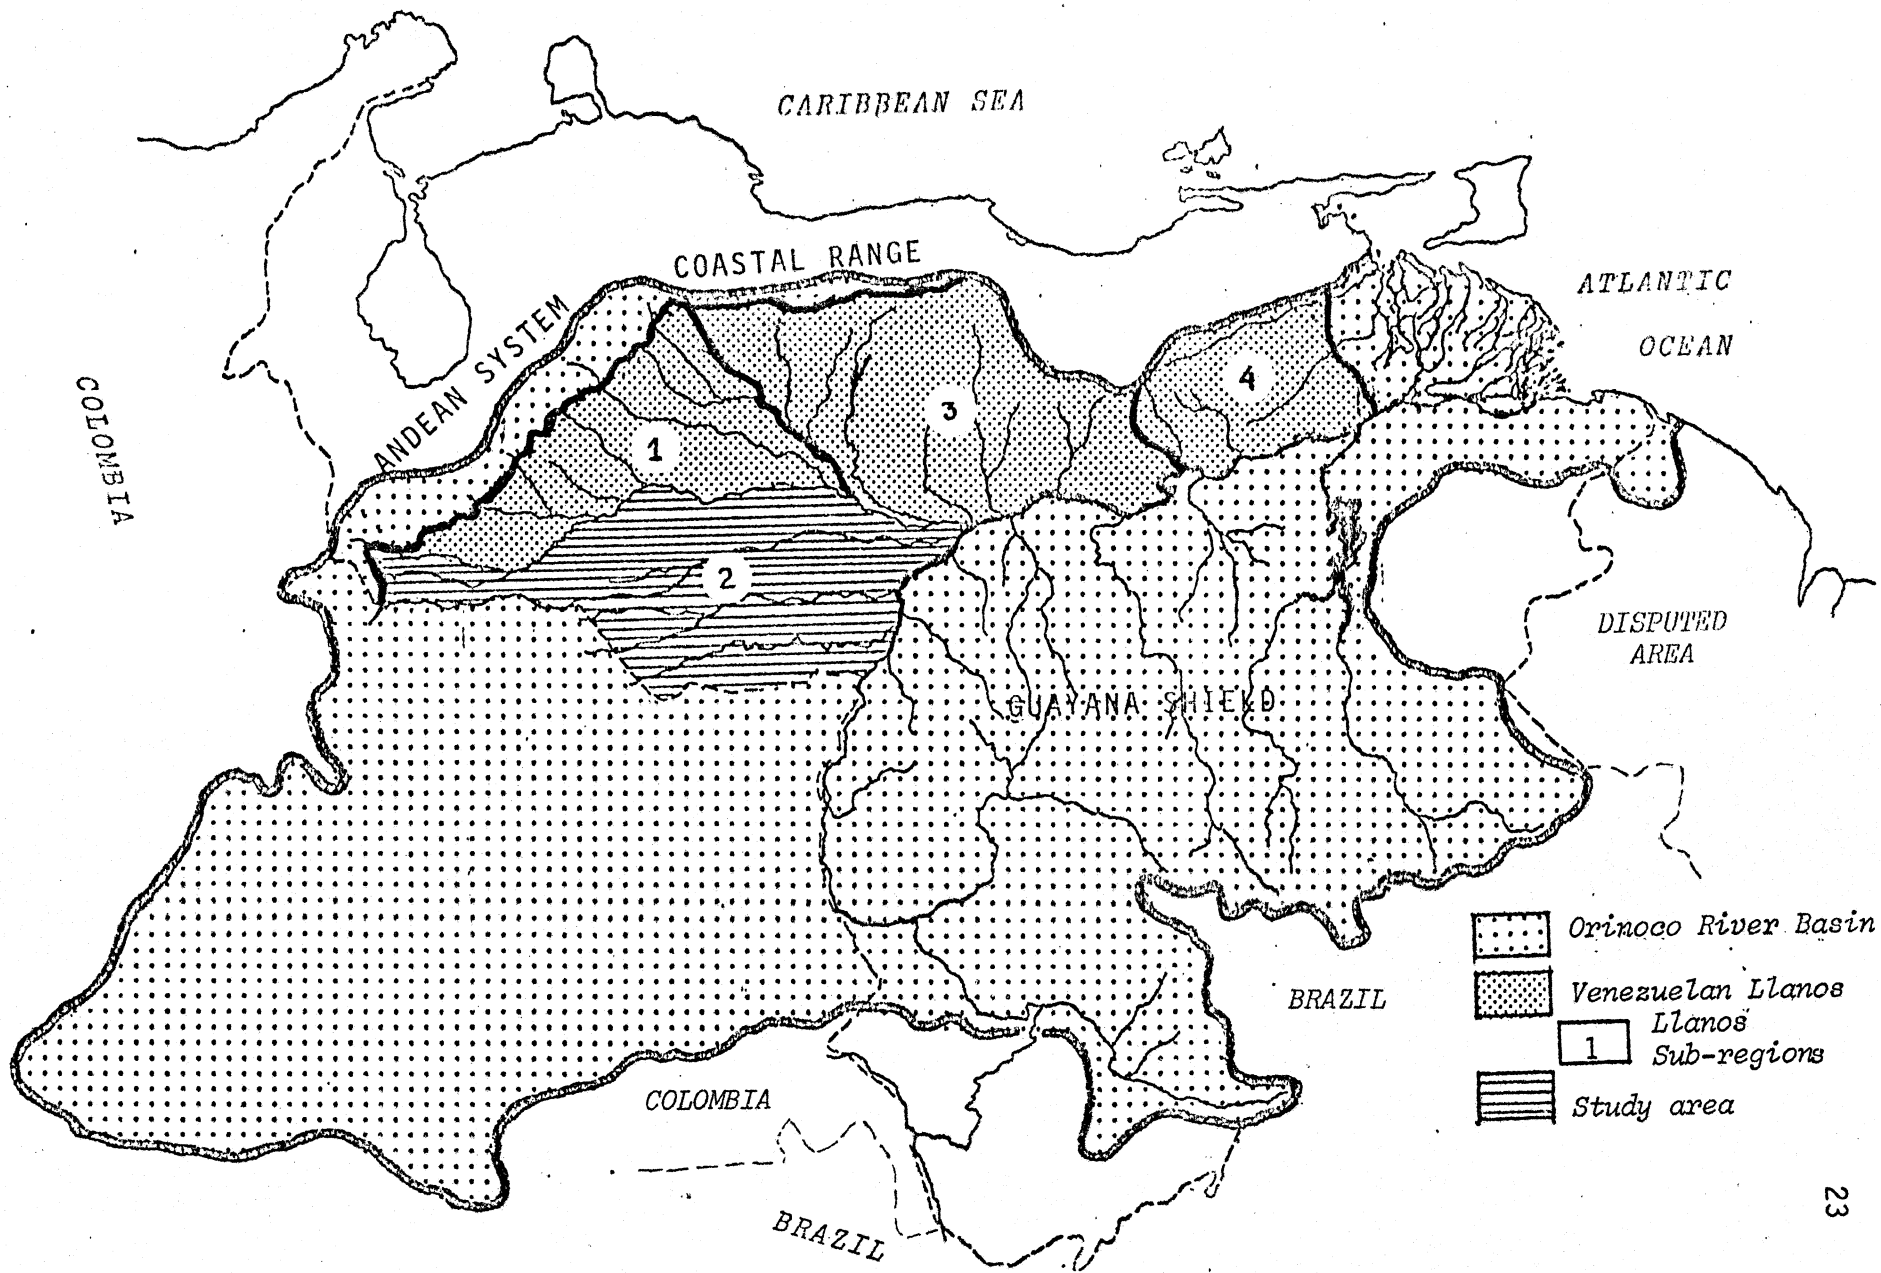 CARIBBEAN SEA
COASTAL RANGE
ATLANTIC
OCEAN
ANDEAN SYSTEM
COLOMBIA
1
2
3
4
DISPUTED
AREA
GUAYANA SHIELD
BRAZIL
COLOMBIA
BRAZIL
Orinoco River Basin
Venezuelan Llanos
1
Llanos
Sub-regions
Study area
23